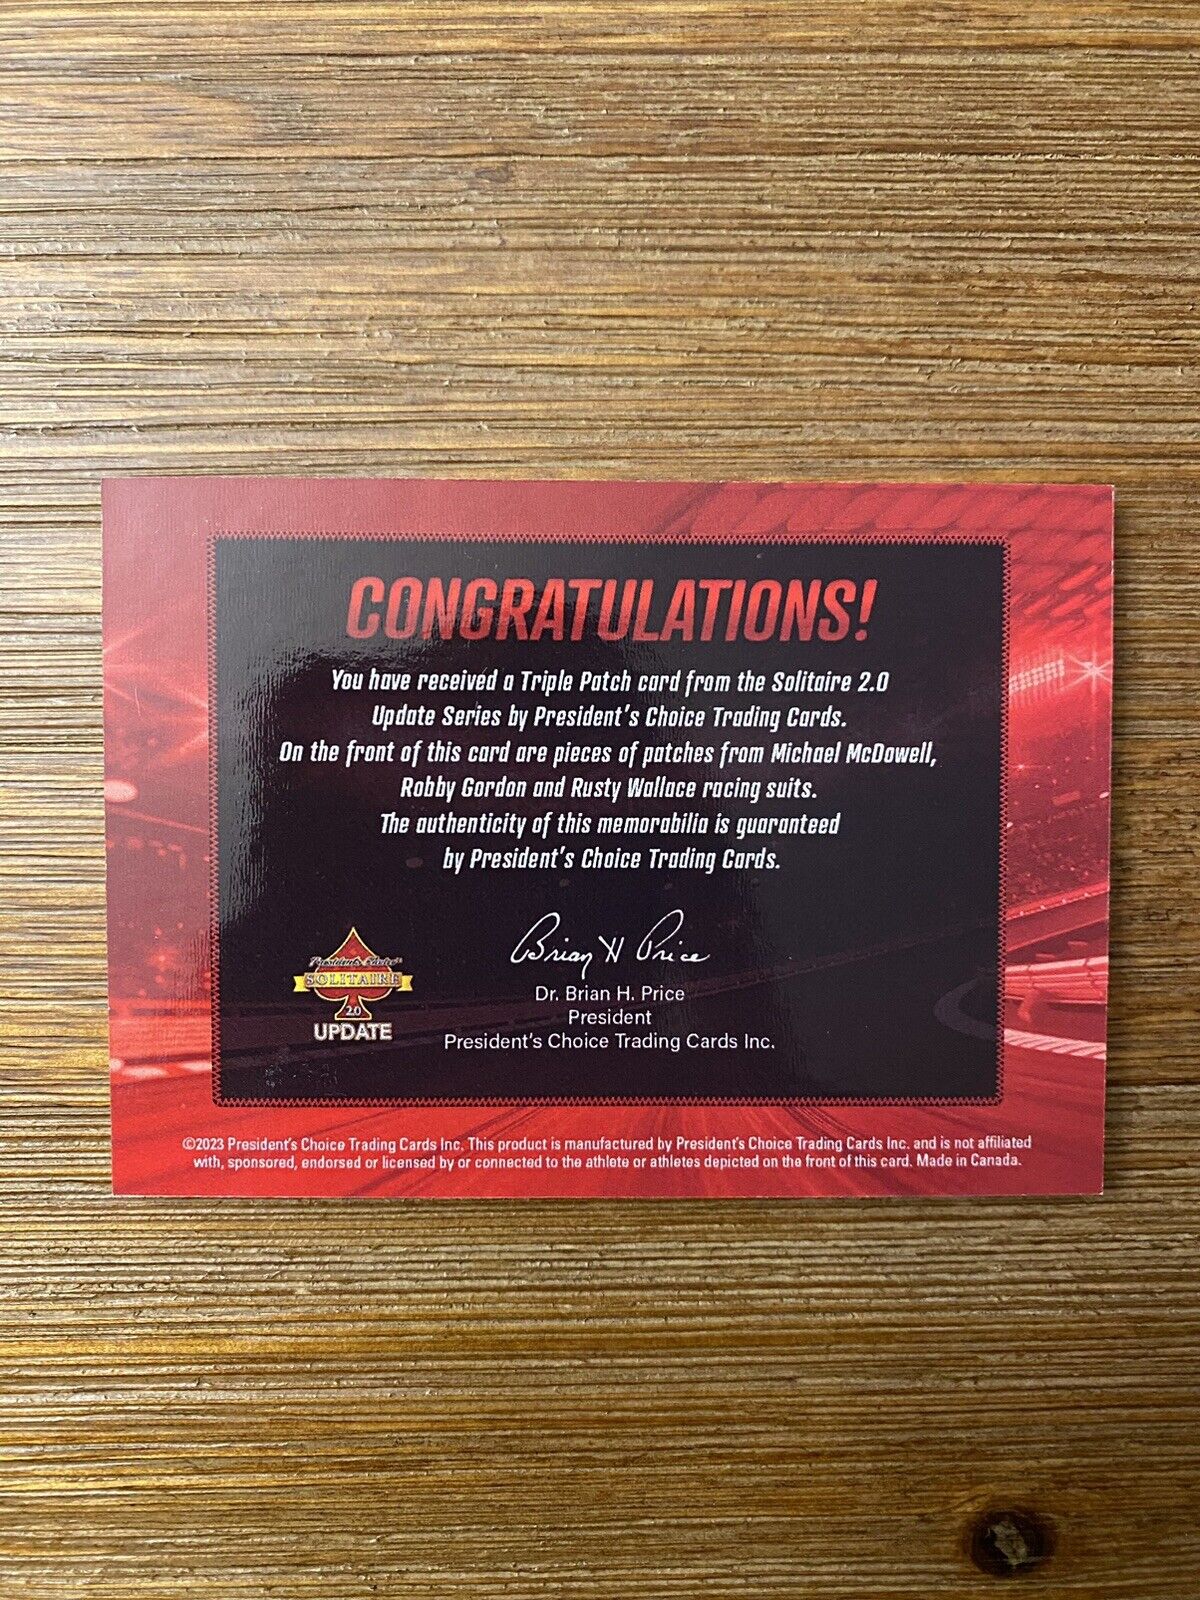 CONGRATULATIONS!
You have received a Triple Patch card from the Solitaire 2.0
Update Series by President's Choice Trading Cards.
On the front of this card are pieces of patches from Michael McDowell,
Robby Gordon and Rusty Wallace racing suits.
The authenticity of this memorabilia is guaranteed
by President's Choice Trading Cards.
Brian H Price
President's Choice
SOLITAIRE
2.0
UPDATE
Dr. Brian H. Price
President
President's Choice Trading Cards Inc.
©2023 President's Choice Trading Cards Inc. This product is manufactured by President's Choice Trading Cards Inc. and is not affiliated
with, sponsored, endorsed or licensed by or connected to the athlete or athletes depicted on the front of this card. Made in Canada.